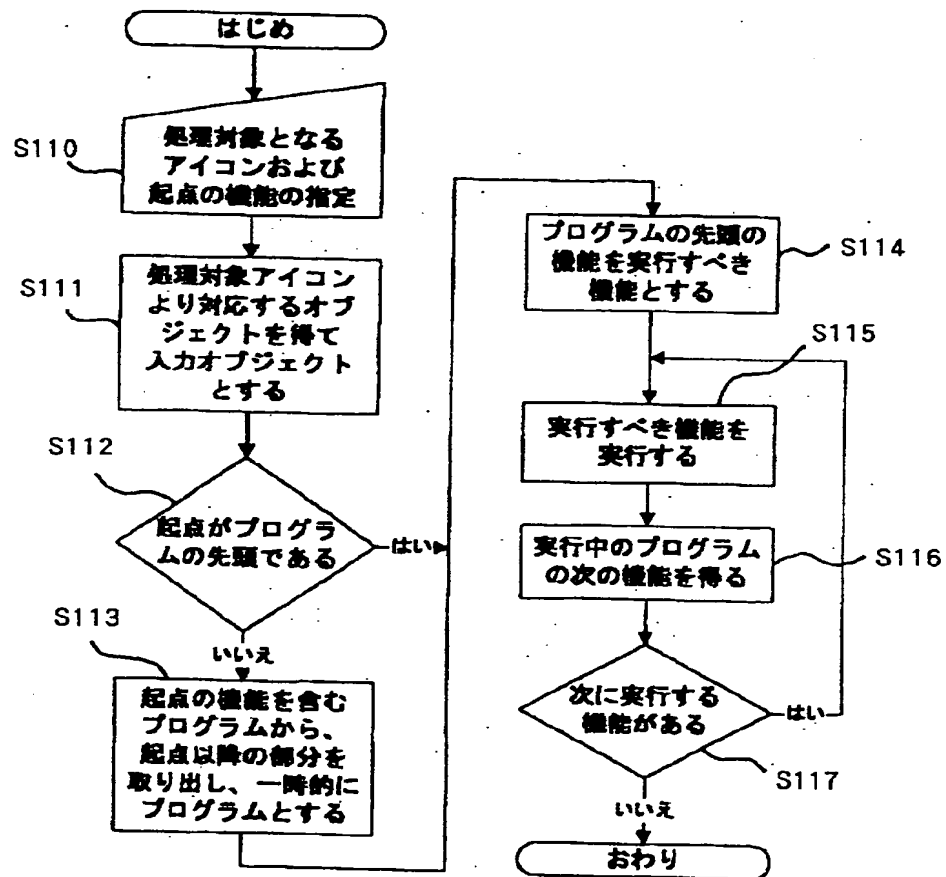 はじめ
S110
処理対象となる
アイコンおよび
起点の機能の指定
S111
処理対象アイコン
より対応するオブ
ジェクトを得て
入力オブジェクト
とする
S112
起点がプログラ
ムの先頭である
はい
いいえ
S113
起点の機能を含む
プログラムから、
起点以降の部分を
取り出し、一時的に
プログラムとする
プログラムの先頭の
機能を実行すべき
機能とする
S114
S115
実行すべき機能を
実行する
実行中のプログラム
の次の機能を得る
S116
次に実行する
機能がある
はい
S117
いいえ
おわり